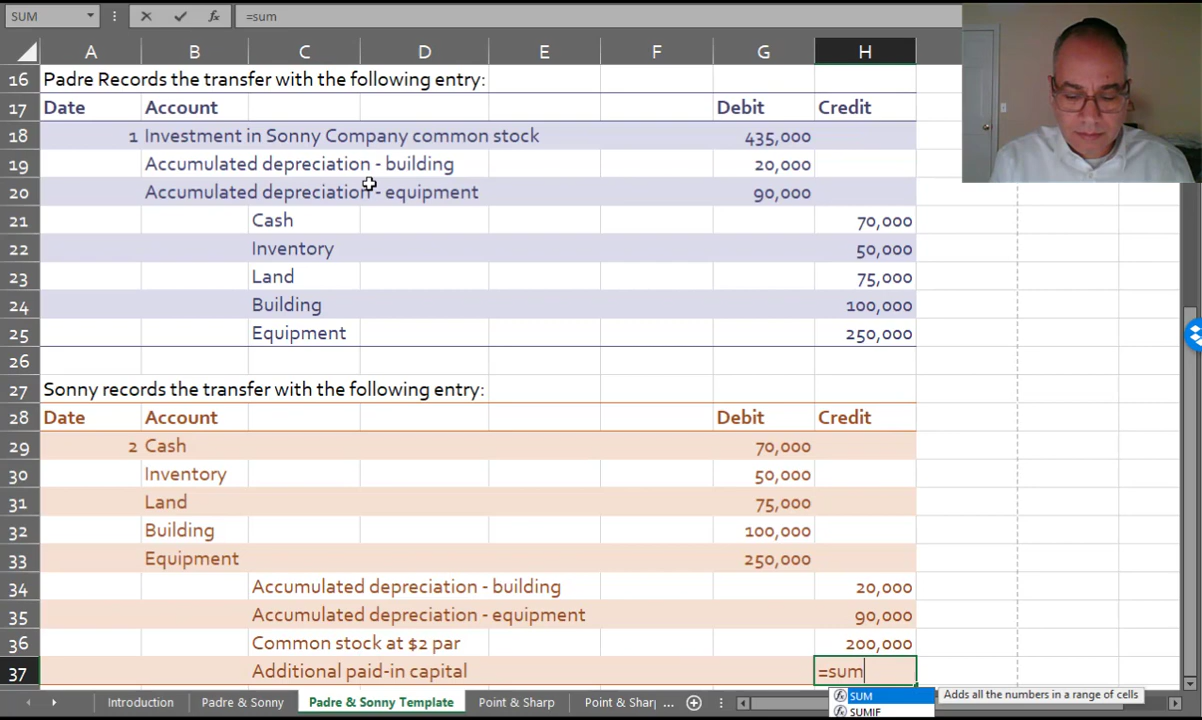 SUM =sum
A B C D E F G H
16 Padre Records the transfer with the following entry:
17 Date Account Debit Credit
18 1 Investment in Sonny Company common stock 435,000
19 Accumulated depreciation - building 20,000
20 Accumulated depreciation - equipment 90,000
21 Cash 70,000
22 Inventory 50,000
23 Land 75,000
24 Building 100,000
25 Equipment 250,000
26
27 Sonny records the transfer with the following entry:
28 Date Account Debit Credit
29 2 Cash 70,000
30 Inventory 50,000
31 Land 75,000
32 Building 100,000
33 Equipment 250,000
34 Accumulated depreciation - building 20,000
35 Accumulated depreciation - equipment 90,000
36 Common stock at $2 par 200,000
37 Additional paid-in capital =sum
SUM Adds all the numbers in a range of cells
SUMIF
Introduction Padre & Sonny Padre & Sonny Template Point & Sharp Point & Sharp ...